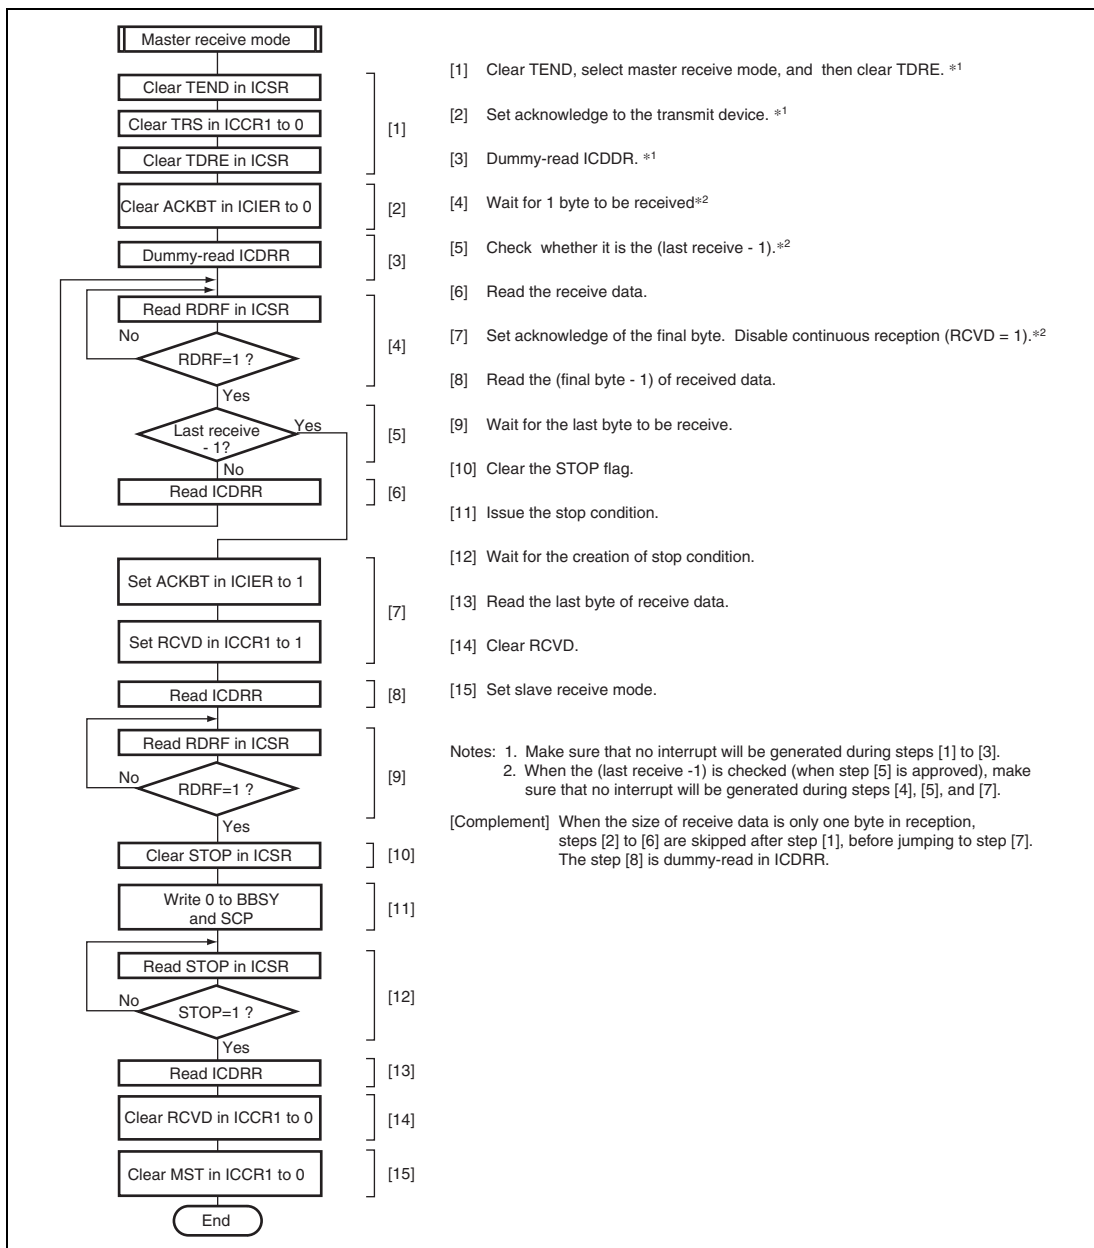 Master receive mode
Clear TEND in ICSR
Clear TRS in ICCR1 to 0
[1]
Clear TDRE in ICSR
Clear ACKBT in ICIER to 0
[2]
Dummy-read ICDRR
[3]
Read RDRF in ICSR
No
RDRF=1 ?
[4]
Yes
Last receive
- 1?
Yes
[5]
No
Read ICDRR
[6]
Set ACKBT in ICIER to 1
[7]
Set RCVD in ICCR1 to 1
Read ICDRR
[8]
Read RDRF in ICSR
No
RDRF=1 ?
[9]
Yes
Clear STOP in ICSR
[10]
Write 0 to BBSY
and SCP
[11]
Read STOP in ICSR
No
STOP=1 ?
[12]
Yes
Read ICDRR
[13]
Clear RCVD in ICCR1 to 0
[14]
Clear MST in ICCR1 to 0
[15]
End
[1] Clear TEND, select master receive mode, and then clear TDRE. *1
[2] Set acknowledge to the transmit device. *1
[3] Dummy-read ICDDR. *1
[4] Wait for 1 byte to be received*2
[5] Check whether it is the (last receive - 1).*2
[6] Read the receive data.
[7] Set acknowledge of the final byte. Disable continuous reception (RCVD = 1).*2
[8] Read the (final byte - 1) of received data.
[9] Wait for the last byte to be receive.
[10] Clear the STOP flag.
[11] Issue the stop condition.
[12] Wait for the creation of stop condition.
[13] Read the last byte of receive data.
[14] Clear RCVD.
[15] Set slave receive mode.
Notes: 1. Make sure that no interrupt will be generated during steps [1] to [3].
2. When the (last receive -1) is checked (when step [5] is approved), make
sure that no interrupt will be generated during steps [4], [5], and [7].
[Complement] When the size of receive data is only one byte in reception,
steps [2] to [6] are skipped after step [1], before jumping to step [7].
The step [8] is dummy-read in ICDRR.